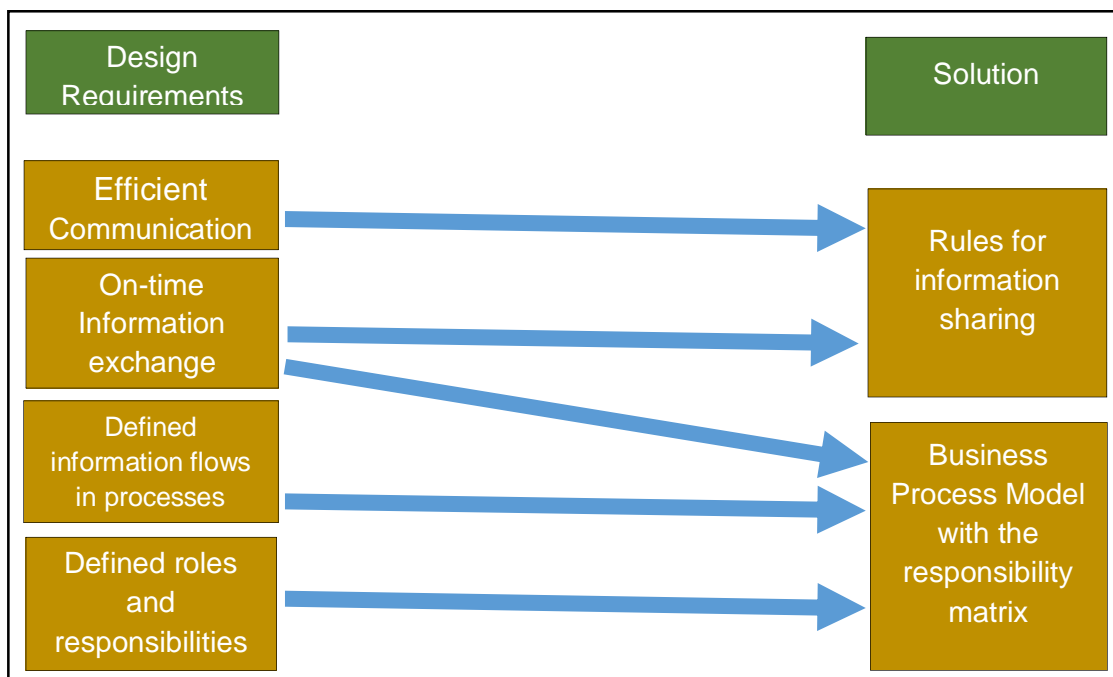 Design
Requirements
Solution
Efficient
Communication
On-time
Information
exchange
Defined
information flows
in processes
Defined roles
and
responsibilities
Rules for
information
sharing
Business
Process Model
with the
responsibility
matrix